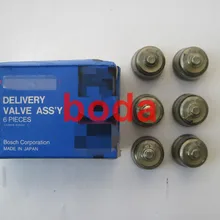 DELIVERY
VALVE ASS'Y
6 PIECES
boda
Bosch Corporation
MADE IN JAPAN